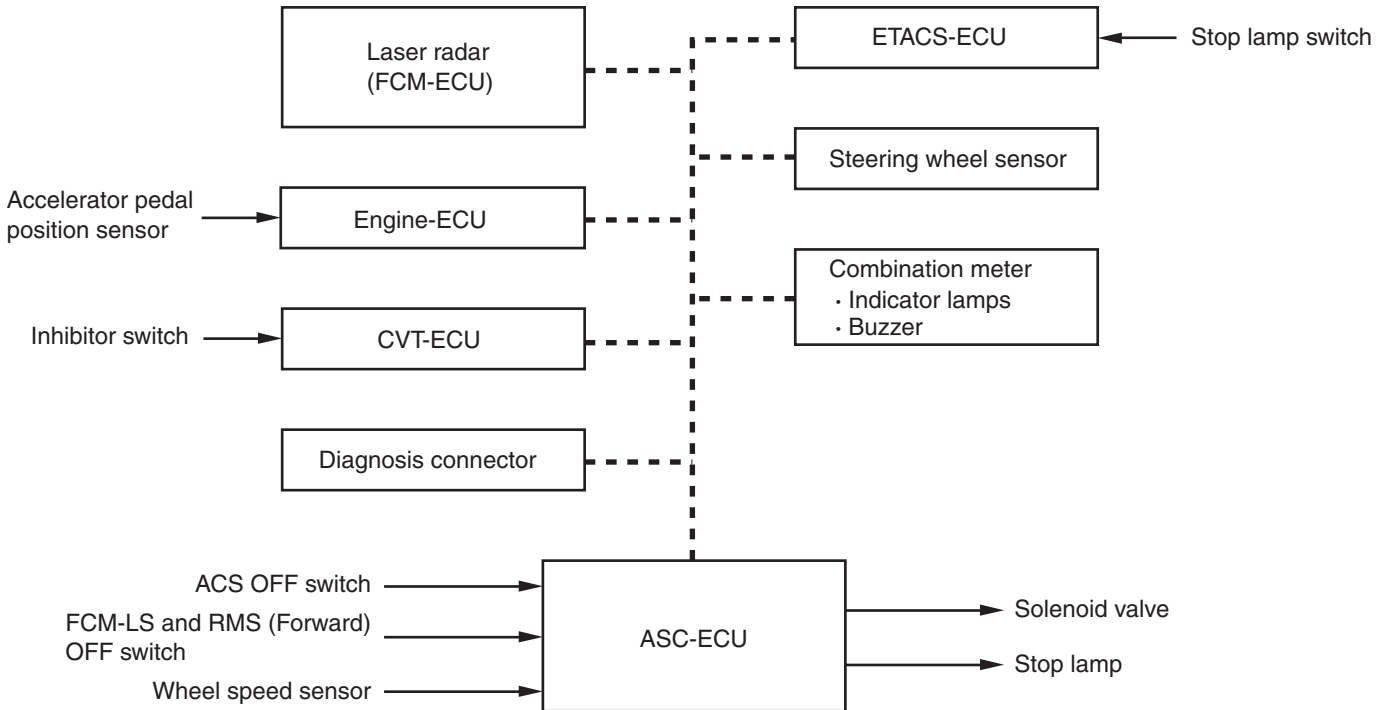 Laser radar
(FCM-ECU)
ETACS-ECU
Stop lamp switch
Steering wheel sensor
Accelerator pedal
position sensor
Engine-ECU
Combination meter
· Indicator lamps
· Buzzer
Inhibitor switch
CVT-ECU
Diagnosis connector
ACS OFF switch
FCM-LS and RMS (Forward)
OFF switch
Wheel speed sensor
ASC-ECU
Solenoid valve
Stop lamp